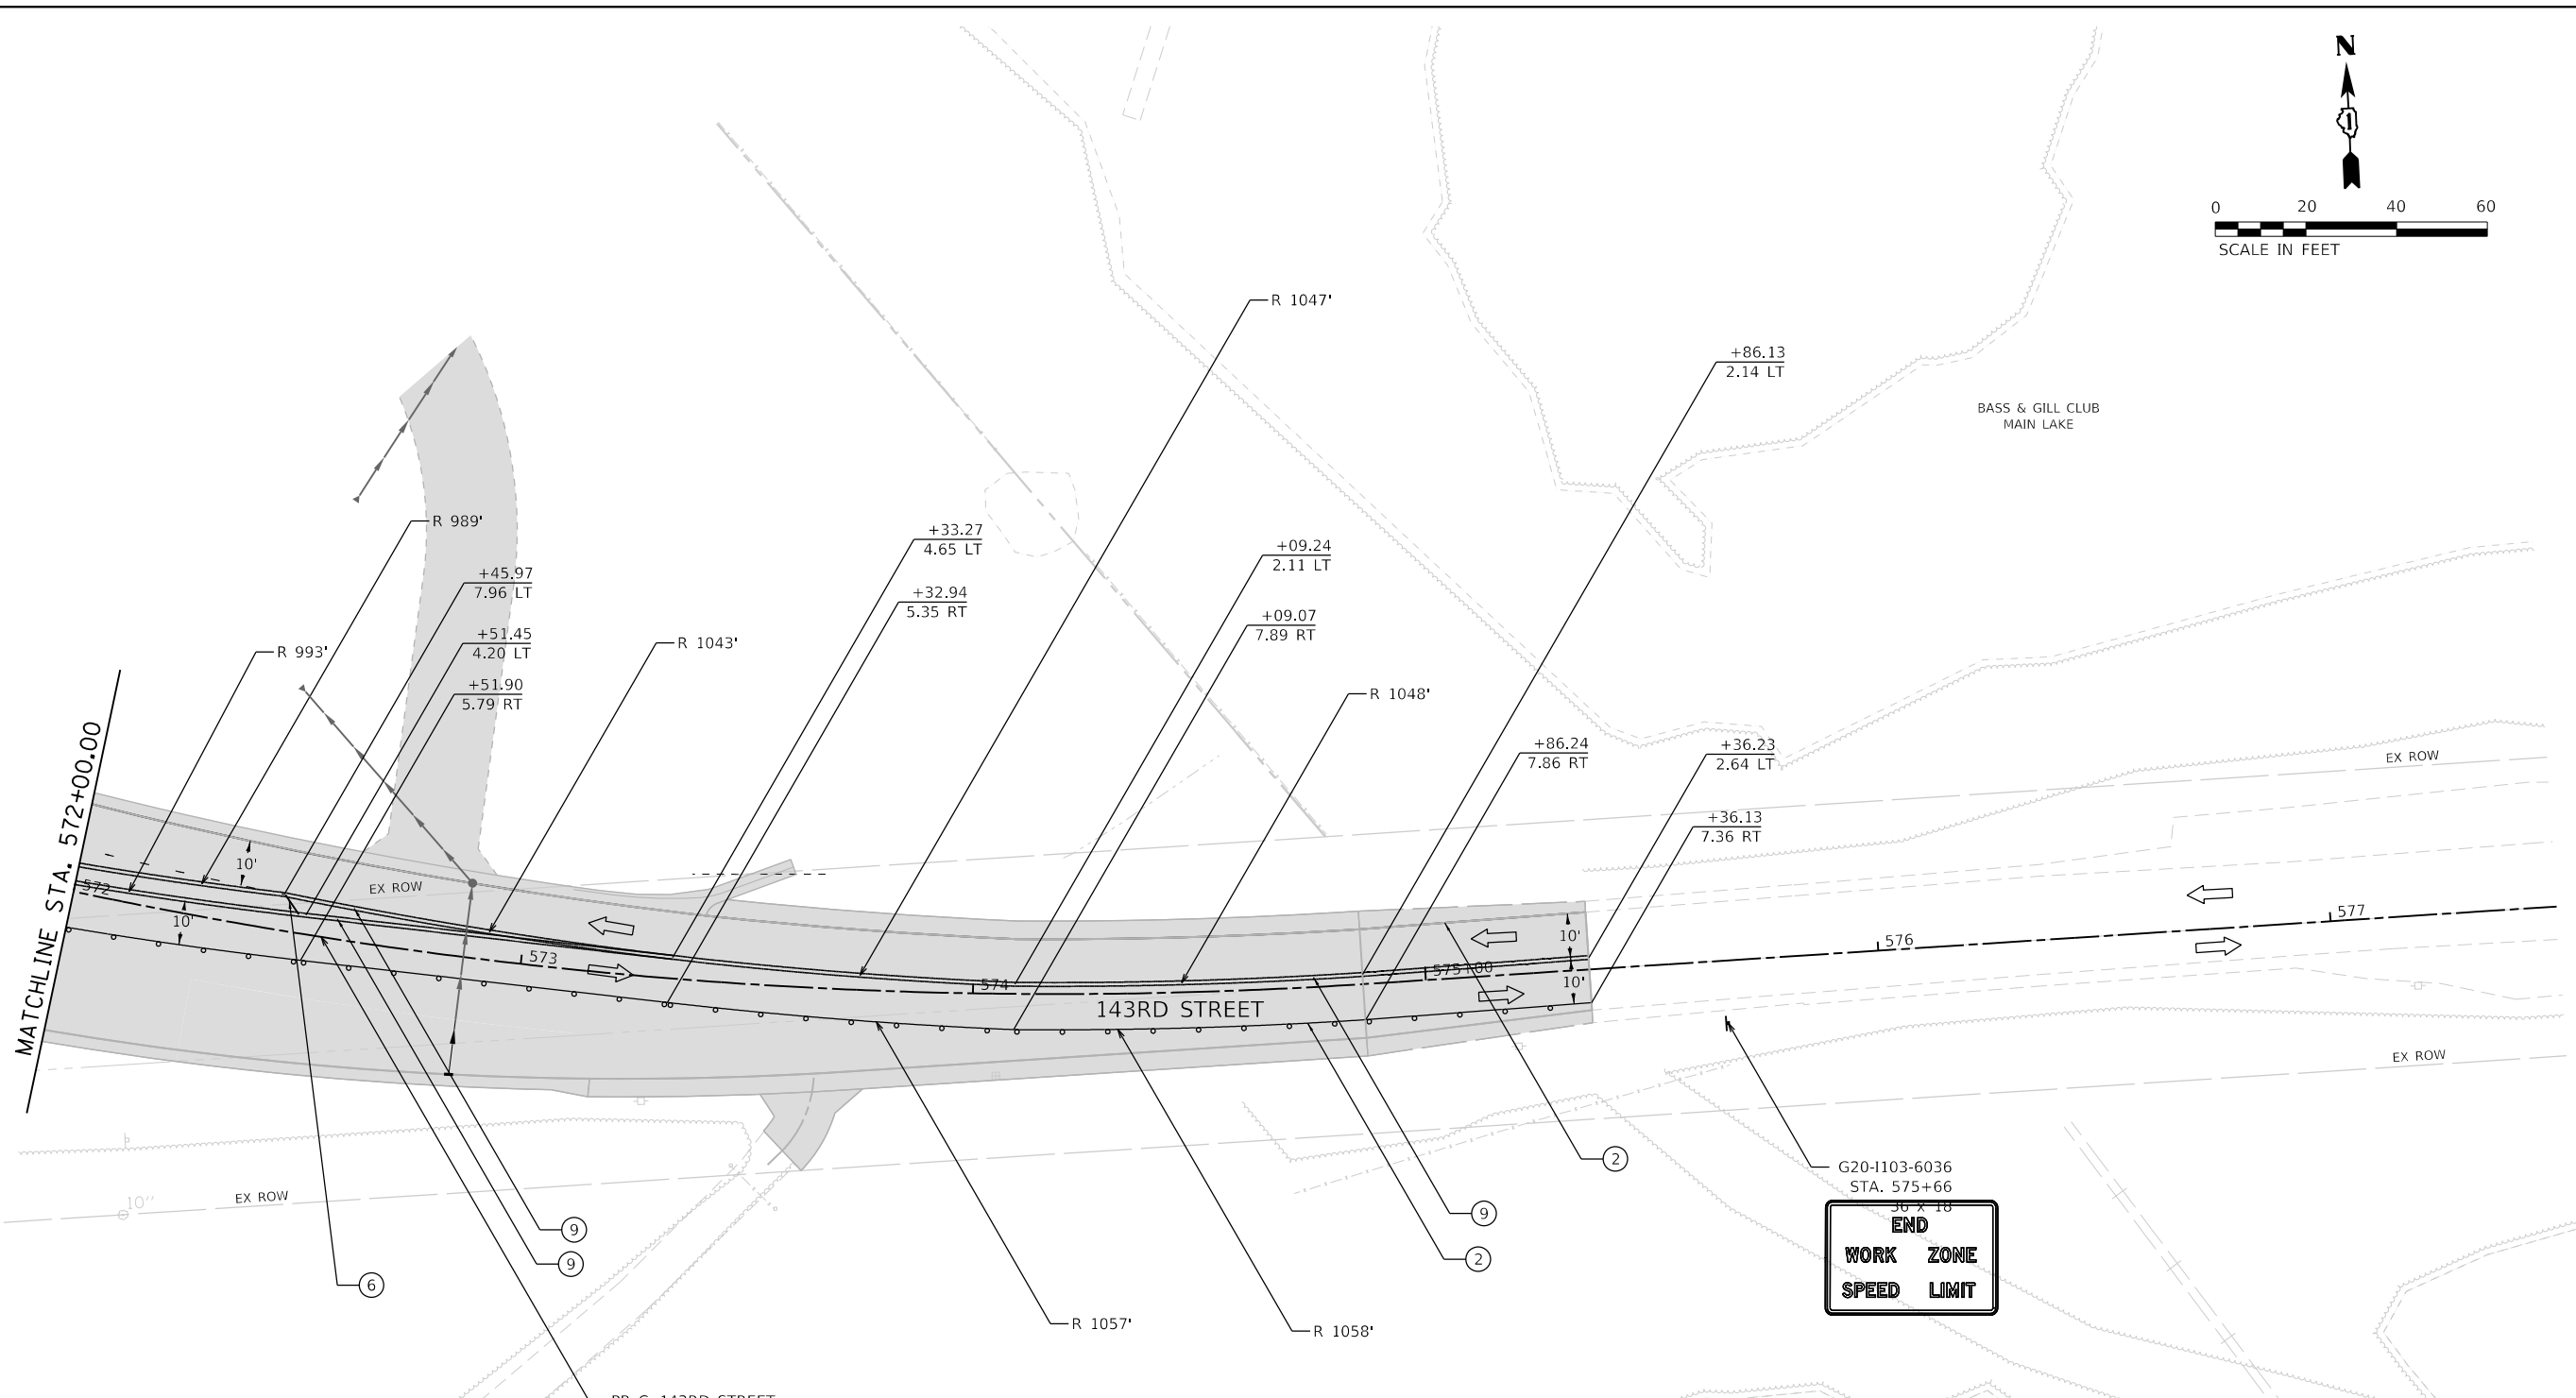 N
0 20 40 60
SCALE IN FEET
R 1047'
+86.13
2.14 LT
BASS & GILL CLUB
MAIN LAKE
R 989'
+33.27
4.65 LT
+09.24
2.11 LT
+45.97
7.96 LT
+32.94
5.35 RT
+09.07
7.89 RT
+51.45
4.20 LT
R 993'
R 1043'
+51.90
5.79 RT
R 1048'
+86.24
7.86 RT
+36.23
2.64 LT
+36.13
7.36 RT
EX ROW
MATCHLINE STA. 572+00.00
10'
EX ROW
572
10'
573
574
575+00
576
577
10'
10'
143RD STREET
EX ROW
EX ROW
10"
2
G20-I103-6036
STA. 575+66
36 x 18
END
WORK ZONE
SPEED LIMIT
9
9
9
2
6
R 1057'
R 1058'
143RD STREET